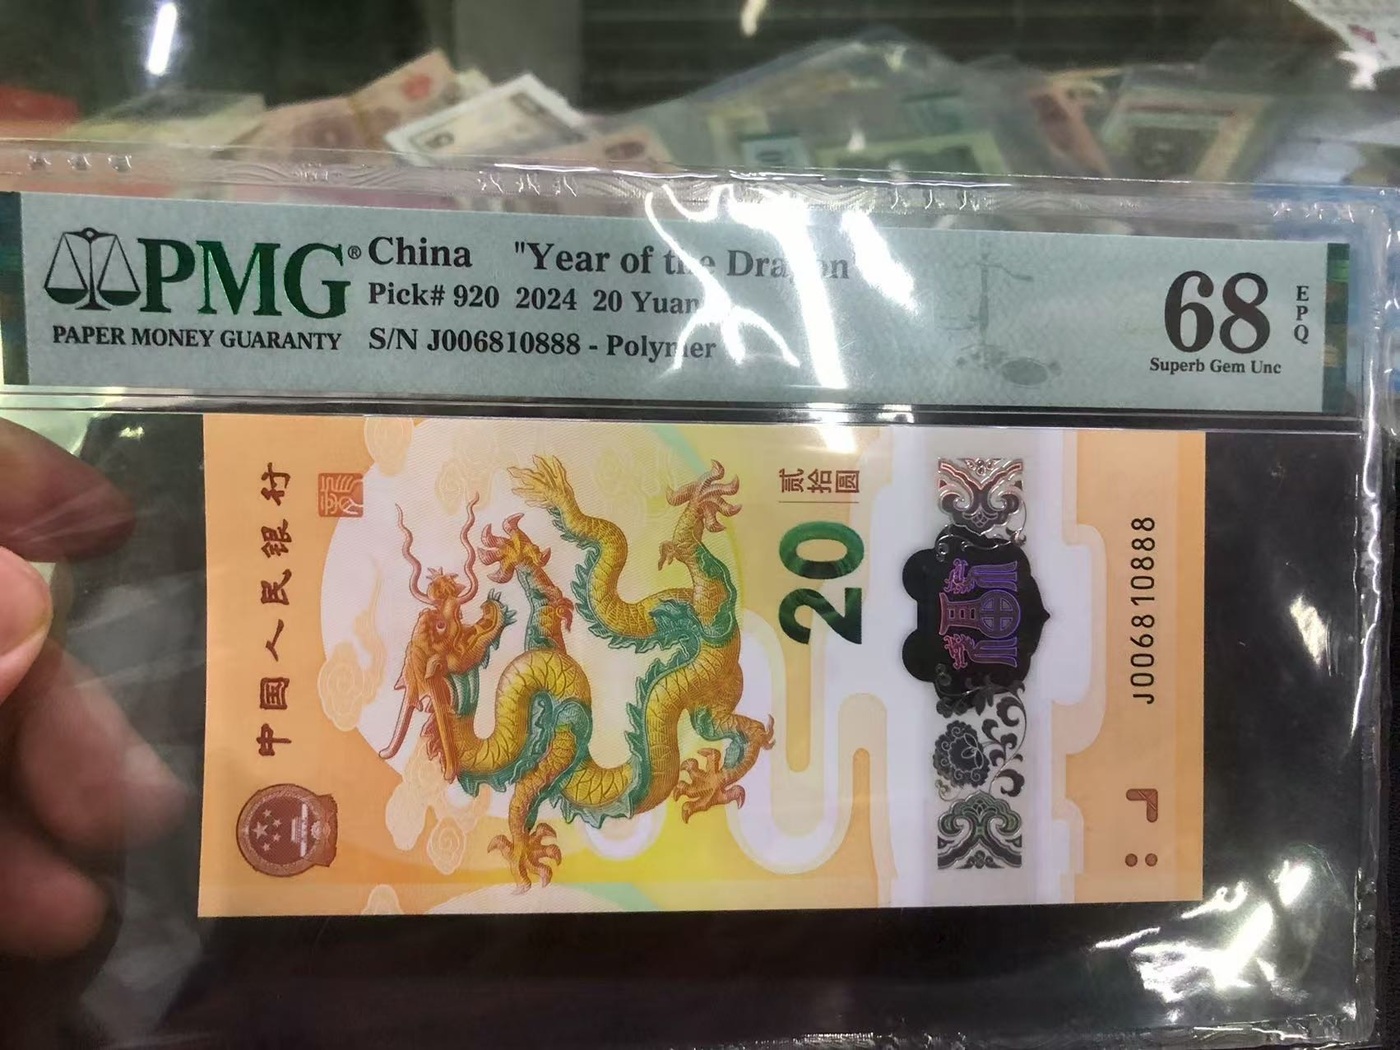 PMG®
PAPER MONEY GUARANTY
China "Year of the Dragon"
Pick# 920 2024 20 Yuan
S/N J006810888 - Polymer
68
EPQ
Superb Gem Unc
中国人民银行
贰拾圆
20
J006810888